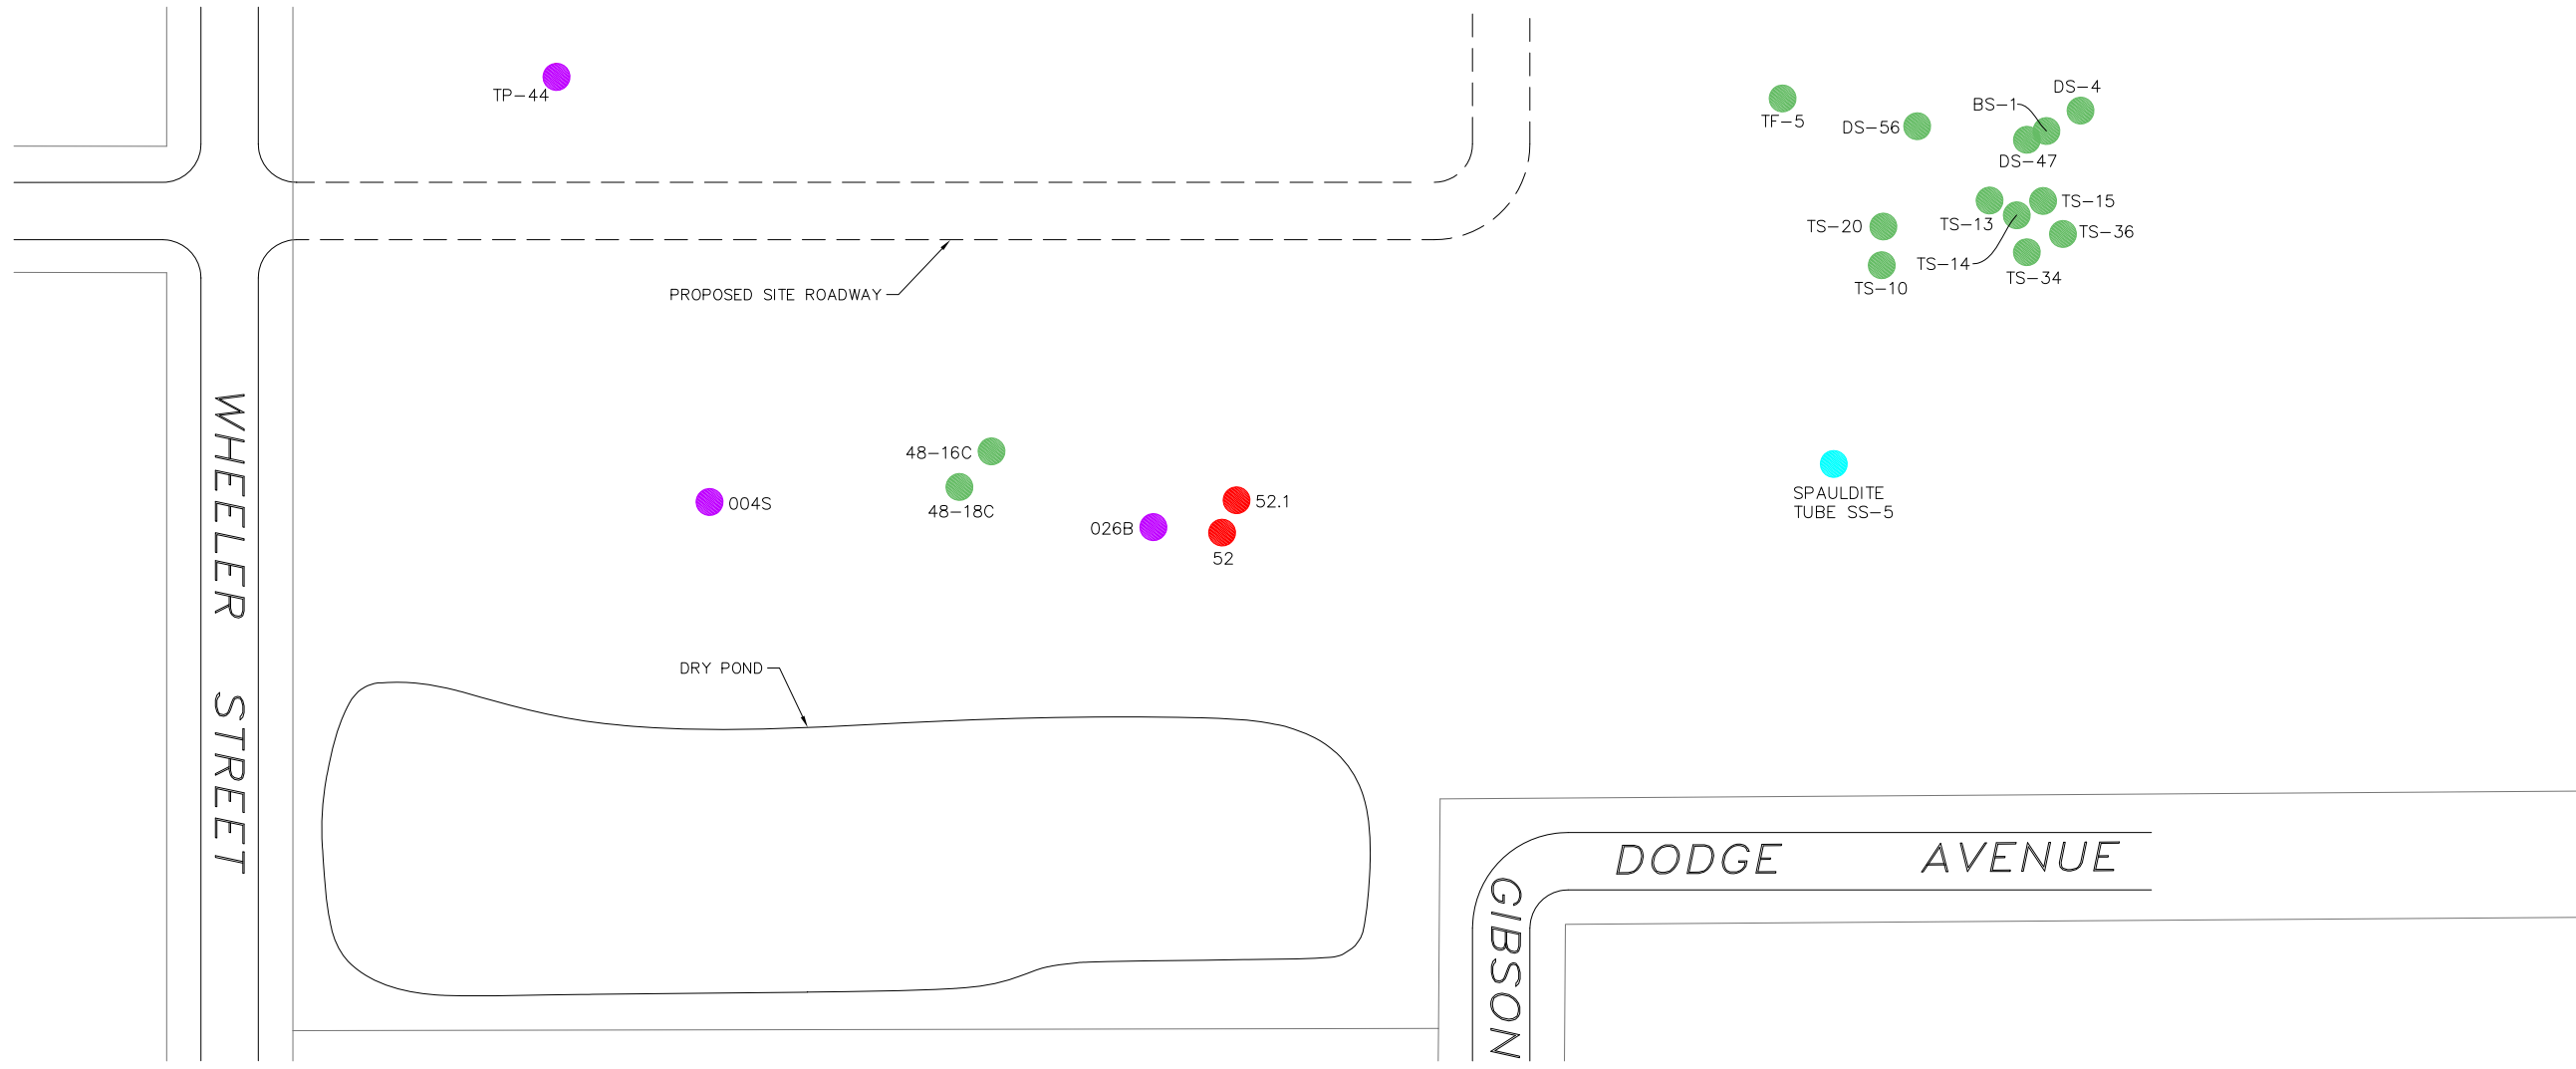 TP-44
DS-4
BS-1
TF-5
DS-56
DS-47
TS-13
TS-15
TS-20
TS-36
TS-14
TS-34
TS-10
PROPOSED SITE ROADWAY
WHEELER STREET
48-16C
004S
48-18C
026B
52.1
52
SPAULDITE
TUBE SS-5
DRY POND
DODGE AVENUE
GIBSON